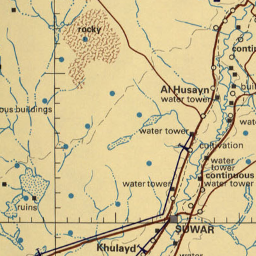 rocky
contin
Al Husayn
water tower
bui
ous buildings
wate
water tower
cultivation
water
tower
water tower
continuous
water
ruins
SUWAR
Khulayd
water